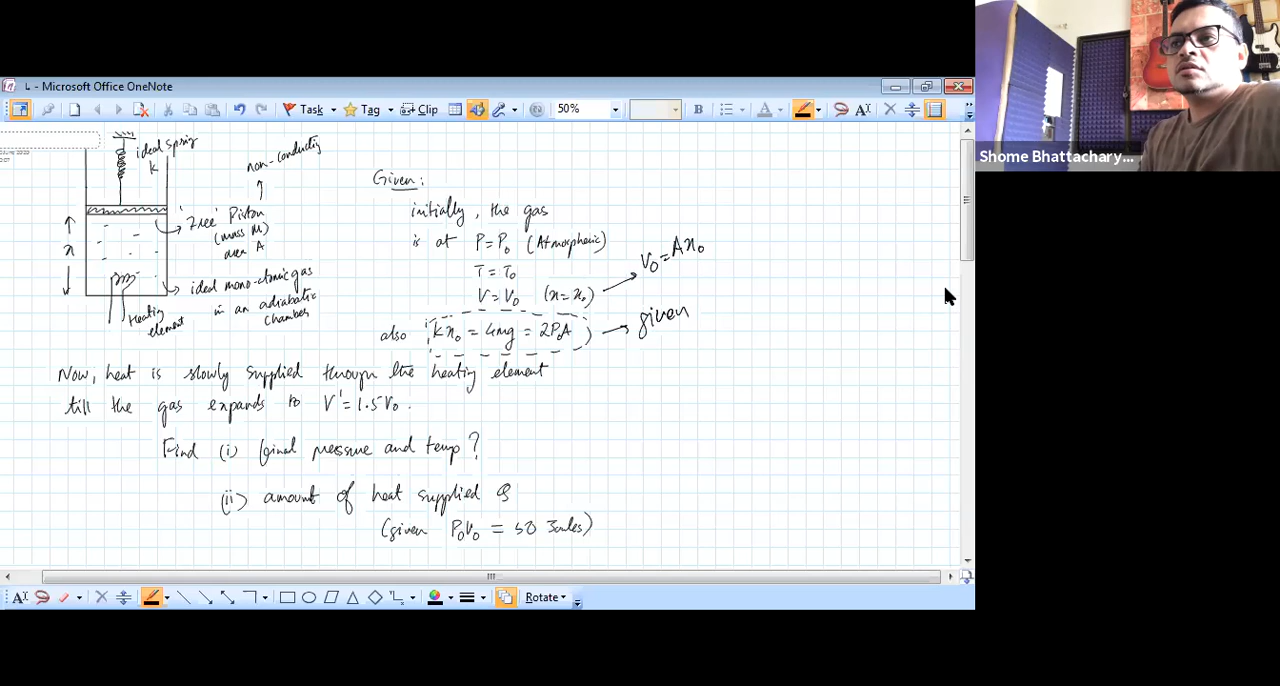 L - Microsoft Office OneNote
Task
Tag
Clip
50%
B
A
ideal spring
K
non-conducting
'Free' Piston
(mass M)
area A
x
ideal mono-atomic gas
in an adiabatic
chamber
Heating
element
Given:
initially, the gas
is at P = P₀ (Atmospheric)
T = T₀
V = V₀ (x = x₀)
V₀ = Ax₀
also Kx₀ = 4mg = 2P₀A
given
Now, heat is slowly supplied through the heating element
till the gas expands to V' = 1.5V₀.
Find (i) final pressure and temp?
(ii) amount of heat supplied Q
(given P₀V₀ = 50 Joules)
Rotate
Shome Bhattachary...